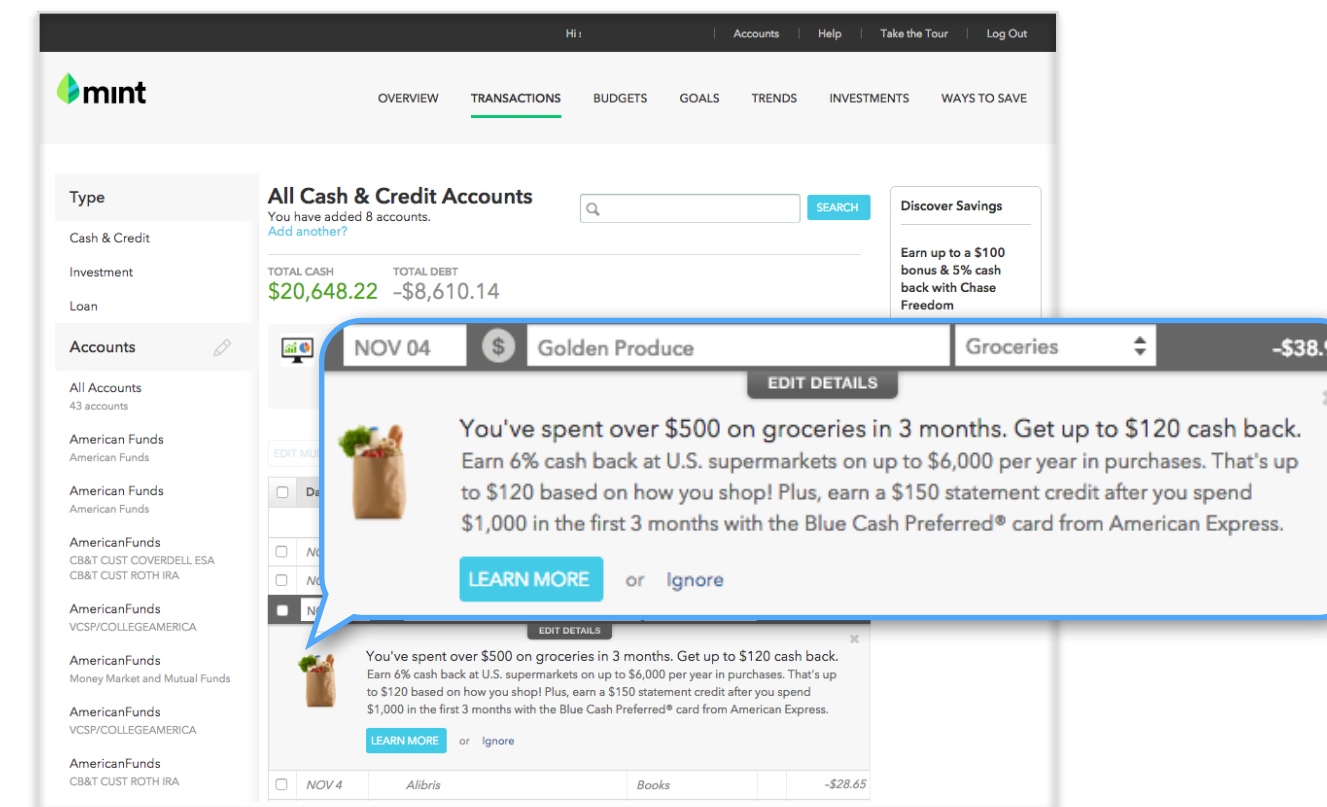 Hi :
Accounts
Help
Take the Tour
Log Out
mint
OVERVIEW
TRANSACTIONS
BUDGETS
GOALS
TRENDS
INVESTMENTS
WAYS TO SAVE
Type
Cash & Credit
Investment
Loan
Accounts
All Accounts
43 accounts
American Funds
American Funds
American Funds
American Funds
AmericanFunds
CB&T CUST COVERDELL ESA
CB&T CUST ROTH IRA
AmericanFunds
VCSP/COLLEGEAMERICA
AmericanFunds
Money Market and Mutual Funds
AmericanFunds
VCSP/COLLEGEAMERICA
AmericanFunds
CB&T CUST ROTH IRA
All Cash & Credit Accounts
You have added 8 accounts.
Add another?
SEARCH
TOTAL CASH
TOTAL DEBT
$20,648.22
-$8,610.14
Discover Savings
Earn up to a $100
bonus & 5% cash
back with Chase
Freedom
NOV 04
$
Golden Produce
Groceries
-$38.9
EDIT DETAILS
You've spent over $500 on groceries in 3 months. Get up to $120 cash back.
Earn 6% cash back at U.S. supermarkets on up to $6,000 per year in purchases. That's up
to $120 based on how you shop! Plus, earn a $150 statement credit after you spend
$1,000 in the first 3 months with the Blue Cash Preferred® card from American Express.
LEARN MORE
or
Ignore
EDIT MU
Da
NO
NO
NO
EDIT DETAILS
You've spent over $500 on groceries in 3 months. Get up to $120 cash back.
Earn 6% cash back at U.S. supermarkets on up to $6,000 per year in purchases. That's up
to $120 based on how you shop! Plus, earn a $150 statement credit after you spend
$1,000 in the first 3 months with the Blue Cash Preferred® card from American Express.
LEARN MORE
or
Ignore
NOV 4
Alibris
Books
-$28.65